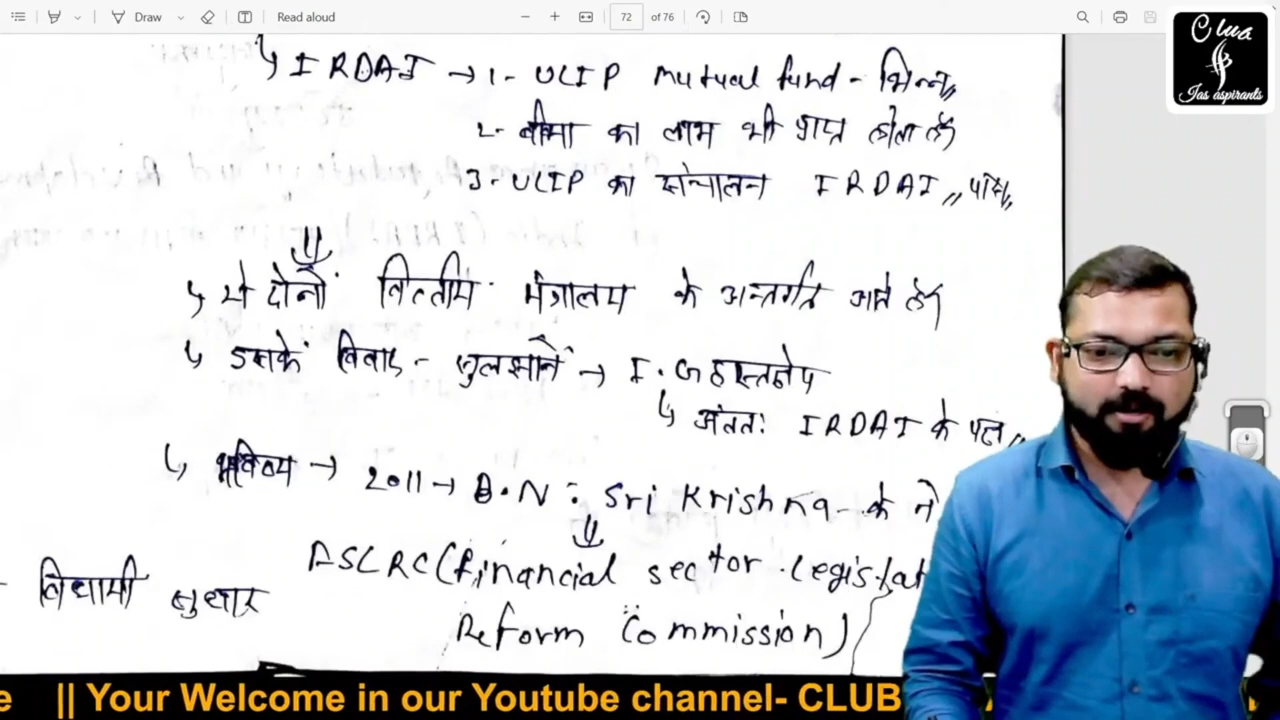 Draw
Read aloud
72 of 76
Club
Ias aspirants
↳ IRDAI → 1- ULIP mutual fund - भिन्न,,
2- बीमा का लाभ भी प्राप्त होता है
3- ULIP का संचालन IRDAI,,
↳ ये दोनों वित्तीय मंत्रालय के अन्तर्गत आते है
↳ इसके विवाद - सुलझाने → I.G हस्तक्षेप
↳ अंततः IRDAI के पक्ष,,
↳ भविष्य → 2011 → B.N: Sri Krishna के ने
FSLRC (Financial sector Legislat
विधायी सुधार
Reform Commission)
e || Your Welcome in our Youtube channel- CLUB